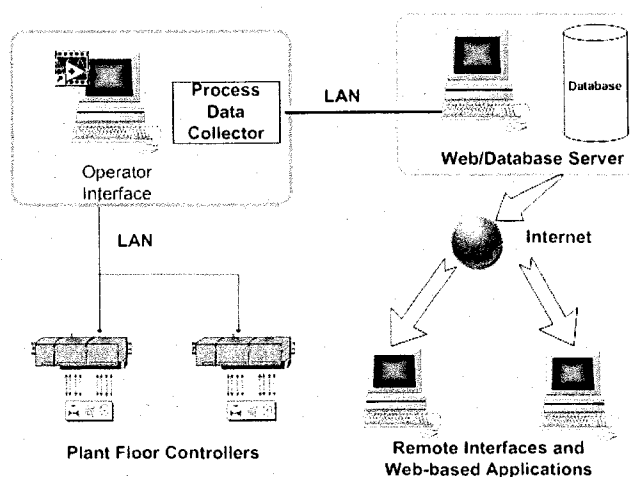 Process
Data
Collector
LAN
Database
Operator
Interface
Web/Database Server
LAN
Internet
Plant Floor Controllers
Remote Interfaces and
Web-based Applications